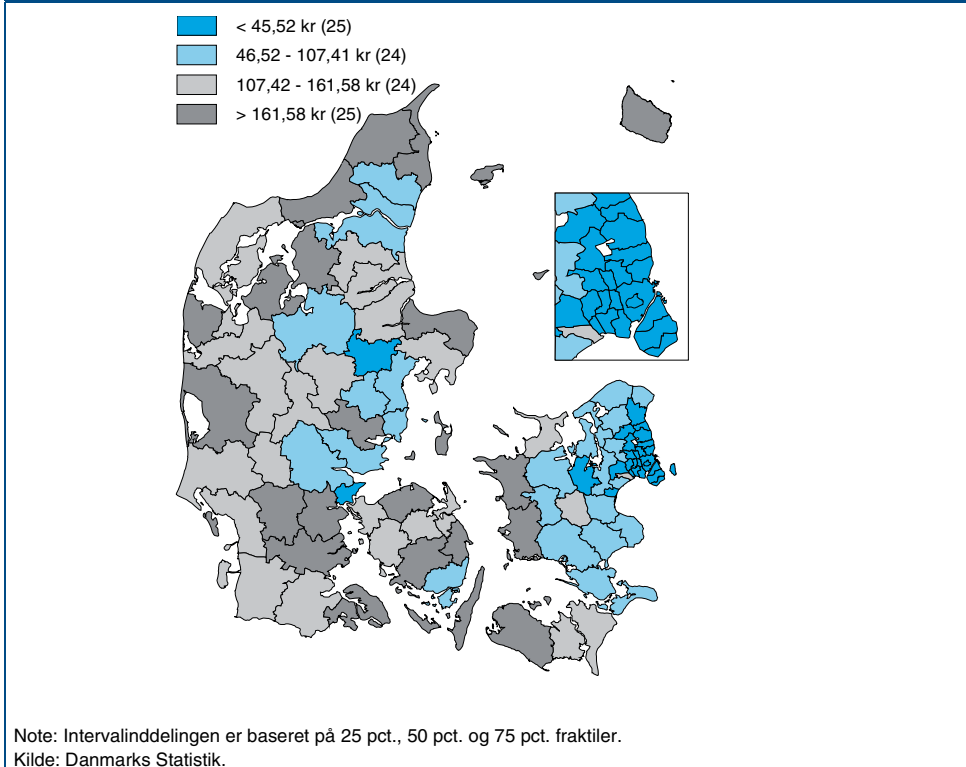 < 45,52 kr (25)
46,52 - 107,41 kr (24)
107,42 - 161,58 kr (24)
> 161,58 kr (25)
Note: Intervalinddelingen er baseret på 25 pct., 50 pct. og 75 pct. fraktiler.
Kilde: Danmarks Statistik.